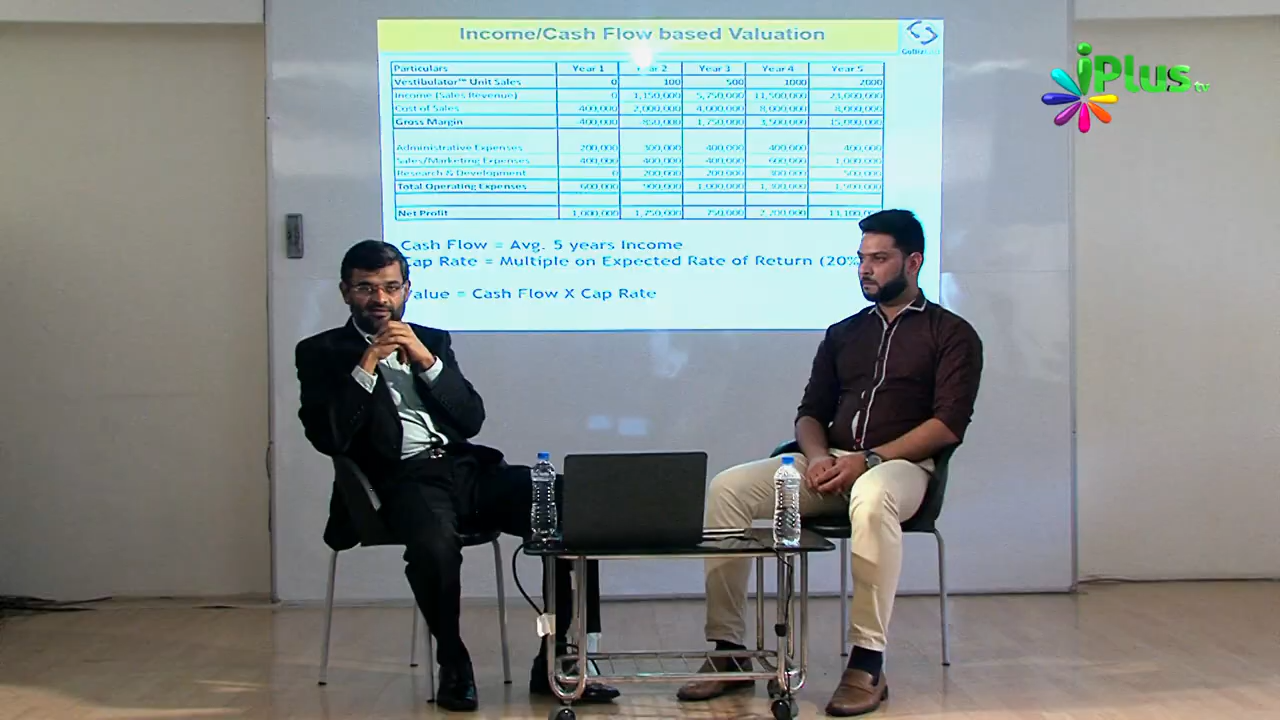 Income/Cash Flow based Valuation
iPlus tv
Particulars Year 1 Year 3 Year 4 Year 5
Vestibulator™ Unit Sales 0 100 500 1000 2000
Income (Sales Revenue) 0 1,150,000 5,750,000 11,500,000 23,000,000
Cost of Sales 400,000 2,000,000 4,000,000 8,000,000 8,000,000
Gross Margin -400,000 -850,000 1,750,000 3,500,000 15,000,000
Administrative Expenses 200,000 300,000 400,000 400,000 400,000
Sales/Marketing Expenses 400,000 400,000 400,000 600,000 1,000,000
Research & Development 0 200,000 200,000 300,000 500,000
Total Operating Expenses 600,000 900,000 1,000,000 1,300,000 1,900,000
Net Profit 1,000,000 1,750,000 750,000 2,200,000 13,100,
Cash Flow = Avg. 5 years Income
Cap Rate = Multiple on Expected Rate of Return (20%
alue = Cash Flow X Cap Rate